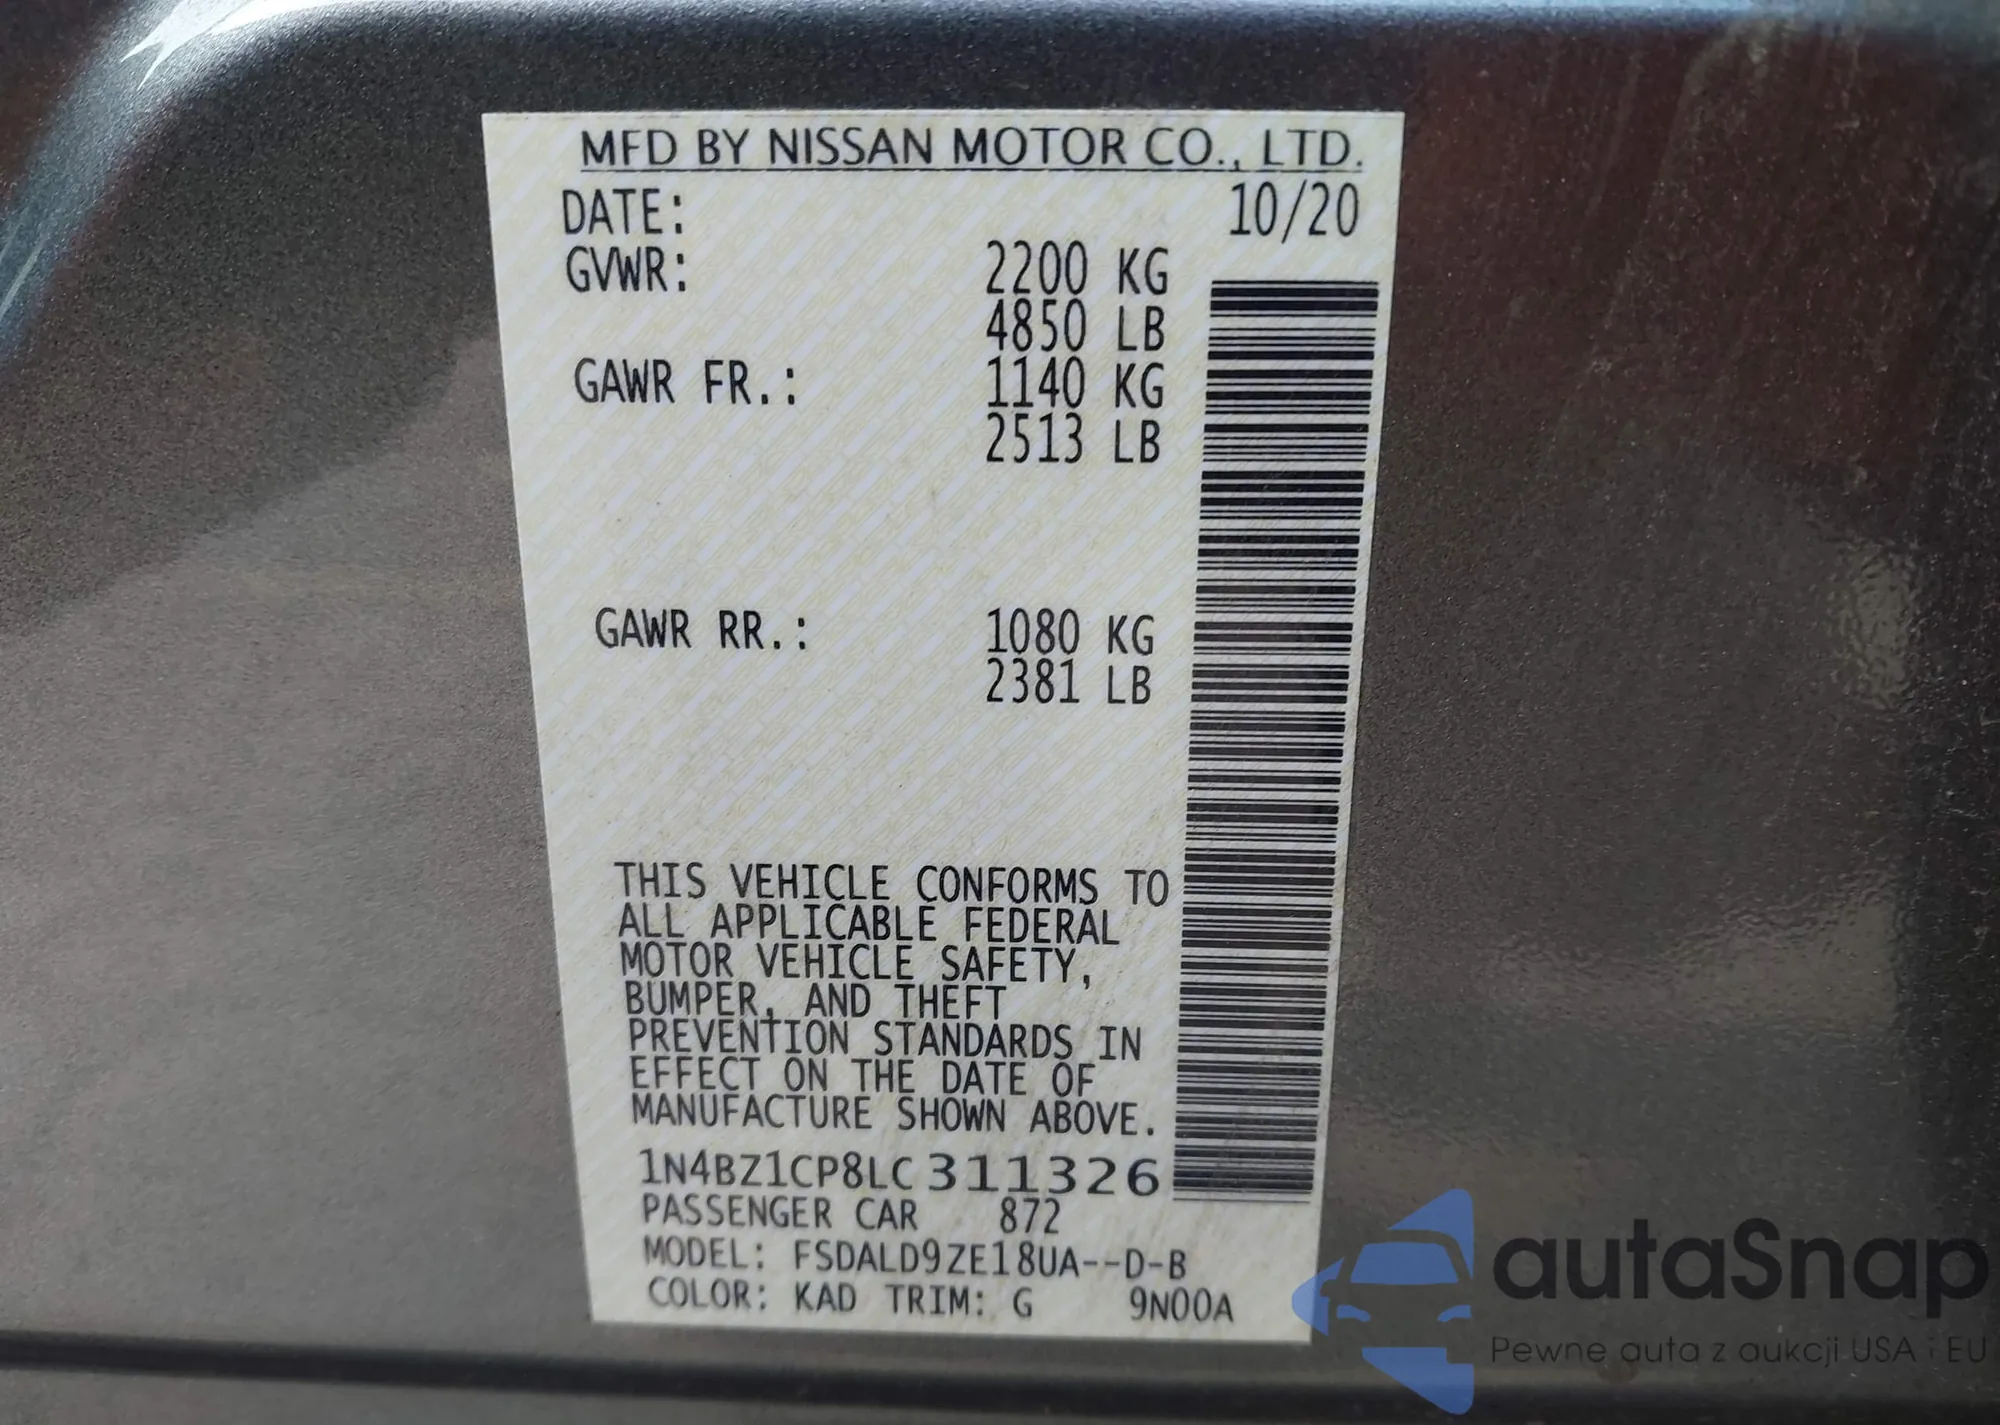 MFD BY NISSAN MOTOR CO., LTD.
DATE: 10/20
GVWR: 2200 KG
4850 LB
GAWR FR.: 1140 KG
2513 LB
GAWR RR.: 1080 KG
2381 LB
THIS VEHICLE CONFORMS TO
ALL APPLICABLE FEDERAL
MOTOR VEHICLE SAFETY,
BUMPER, AND THEFT
PREVENTION STANDARDS IN
EFFECT ON THE DATE OF
MANUFACTURE SHOWN ABOVE.
1N4BZ1CP8LC311326
PASSENGER CAR 872
MODEL: FSDALD9ZE18UA--D-B
COLOR: KAD TRIM: G 9N00A
autaSnap
Pewne auta z aukcji USA i EU